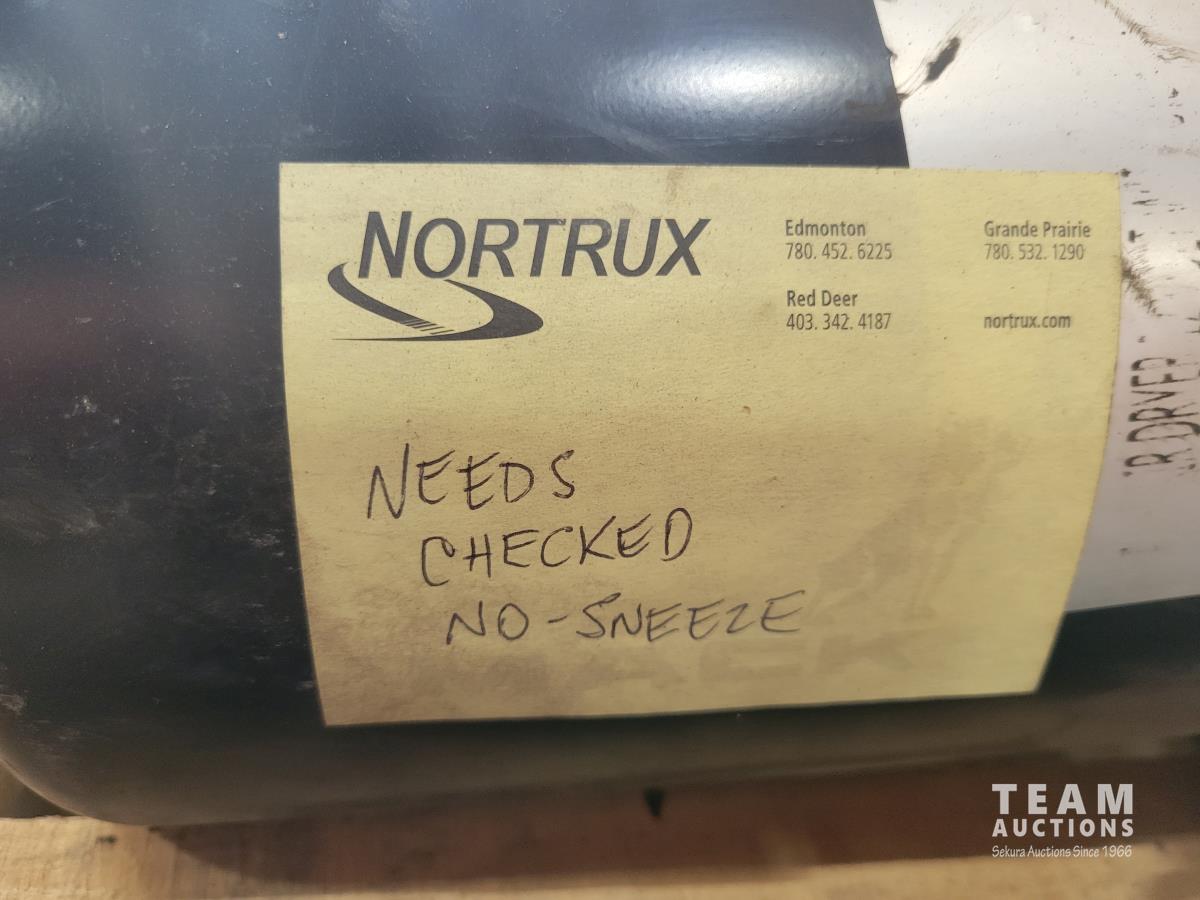 NORTRUX
Edmonton
780. 452. 6225
Grande Prairie
780. 532. 1290
Red Deer
403. 342. 4187
nortrux.com
NEEDS
CHECKED
NO-SNEEZE
TEAM
AUCTIONS
Sekura Auctions Since 1966